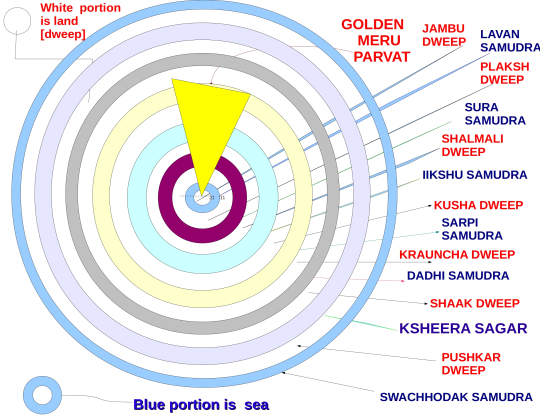 White portion
is land
[dweep]
GOLDEN
MERU
PARVAT
JAMBU
DWEEP
LAVAN
SAMUDRA
PLAKSH
DWEEP
SURA
SAMUDRA
SHALMALI
DWEEP
IIKSHU SAMUDRA
KUSHA DWEEP
SARPI
SAMUDRA
KRAUNCHA DWEEP
DADHI SAMUDRA
SHAAK DWEEP
KSHEERA SAGAR
PUSHKAR
DWEEP
SWACHHODAK SAMUDRA
Blue portion is sea